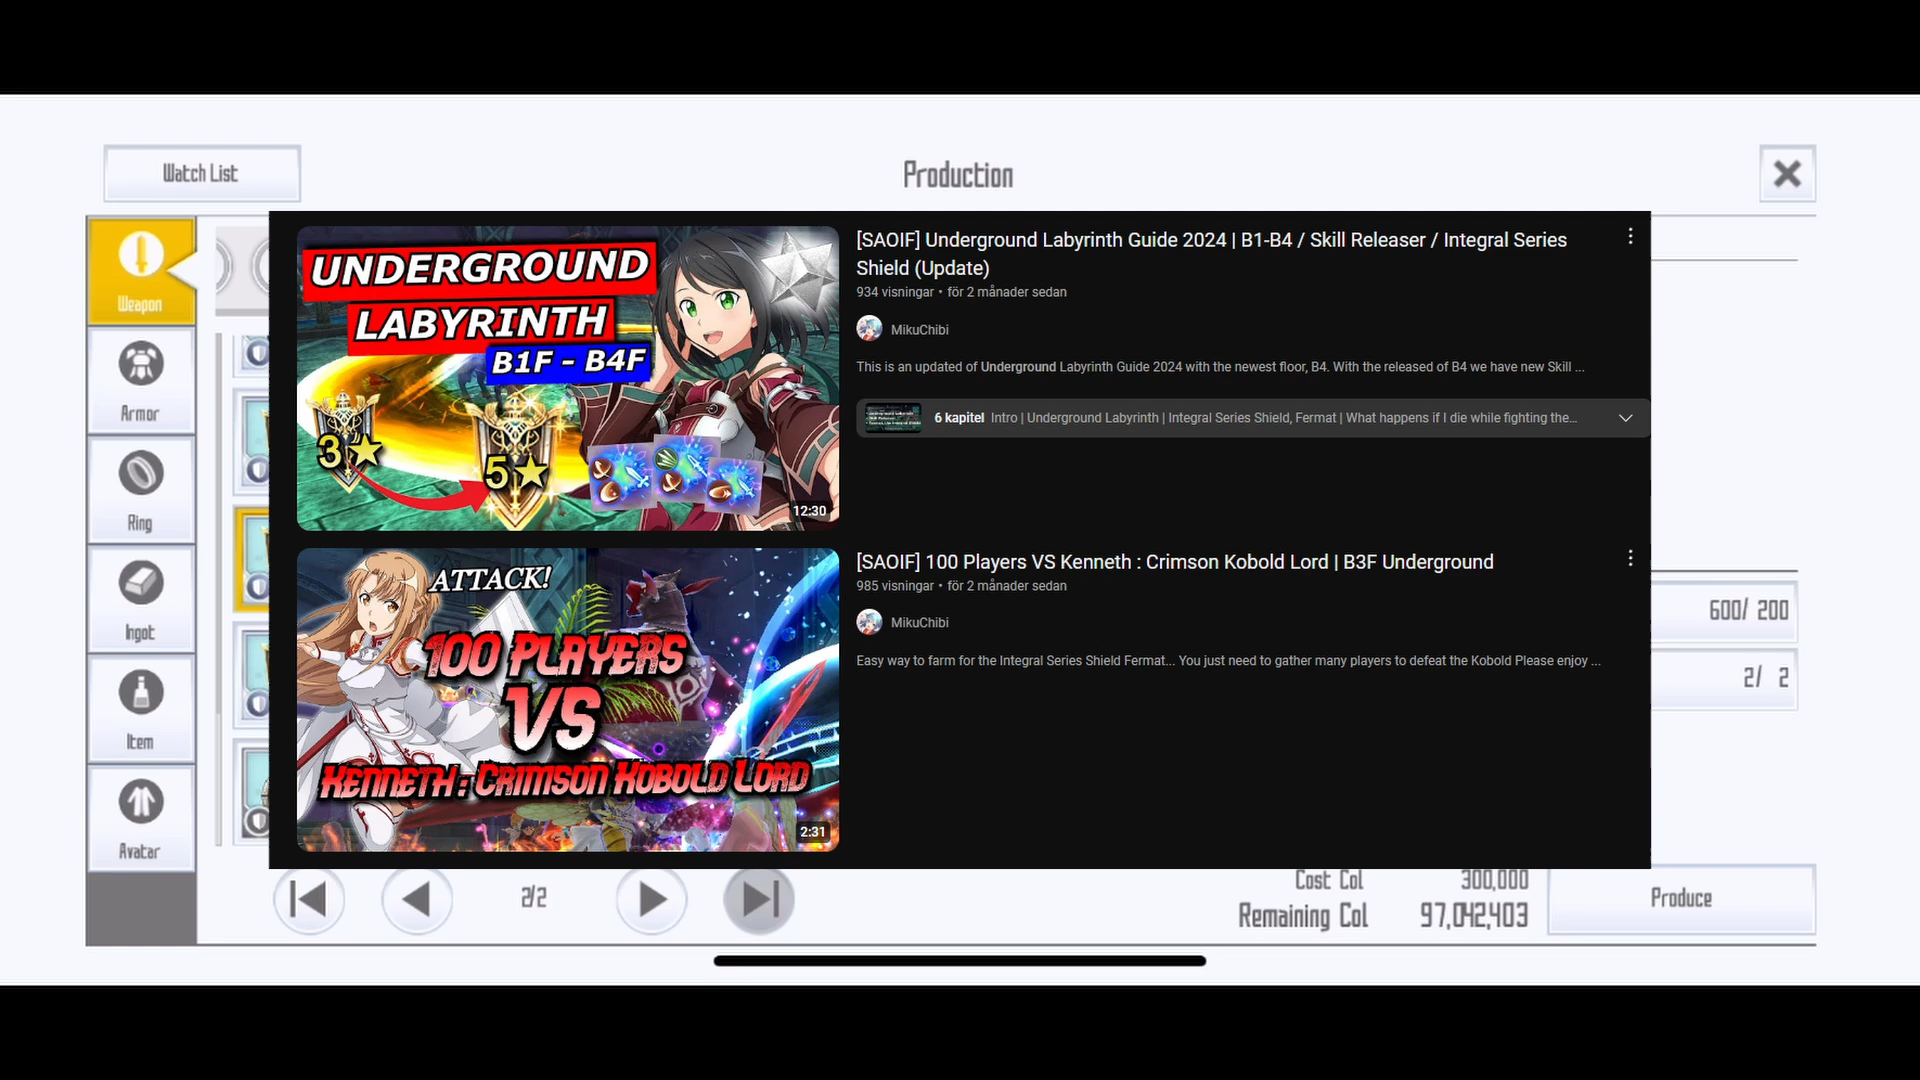 Watch List
Production
Weapon
Armor
Ring
Ingot
Item
Avatar
UNDERGROUND
LABYRINTH
B1F - B4F
3
5
12:30
[SAOIF] Underground Labyrinth Guide 2024 | B1-B4 / Skill Releaser / Integral Series
Shield (Update)
934 visningar • för 2 månader sedan
MikuChibi
This is an updated of Underground Labyrinth Guide 2024 with the newest floor, B4. With the released of B4 we have new Skill ...
6 kapitel Intro | Underground Labyrinth | Integral Series Shield, Fermat | What happens if I die while fighting the...
ATTACK!
100 PLAYERS
VS
KENNETH : CRIMSON KOBOLD LORD
2:31
[SAOIF] 100 Players VS Kenneth : Crimson Kobold Lord | B3F Underground
985 visningar • för 2 månader sedan
MikuChibi
Easy way to farm for the Integral Series Shield Fermat... You just need to gather many players to defeat the Kobold Please enjoy ...
600/ 200
2/ 2
2/2
Cost Col 300,000
Remaining Col 97,042,403
Produce